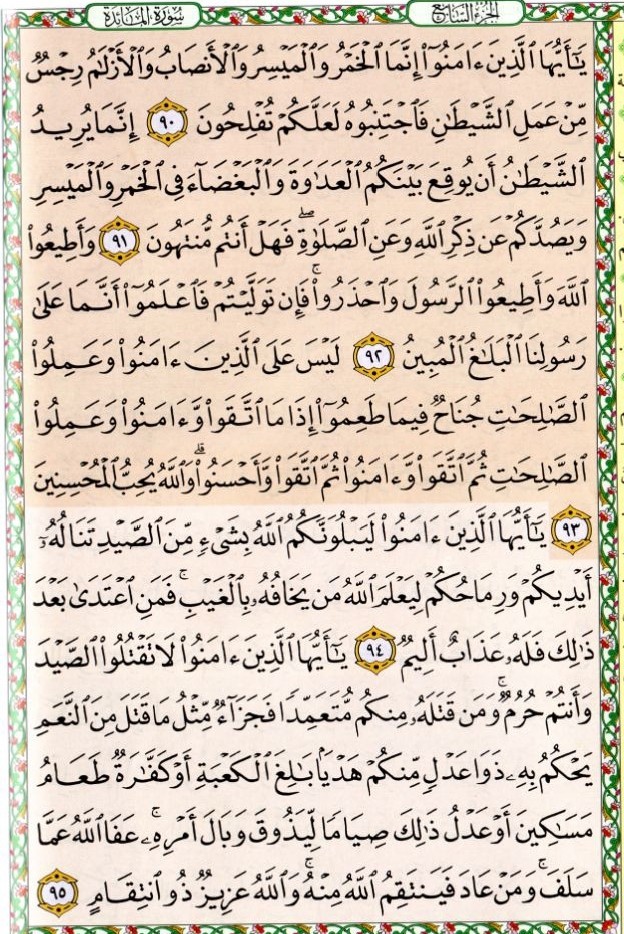 سُورَةُ المَائـدَة
الجزء السابع
يَٰٓأَيُّهَا ٱلَّذِينَ ءَامَنُوٓا۟ إِنَّمَا ٱلْخَمْرُ وَٱلْمَيْسِرُ وَٱلْأَنصَابُ وَٱلْأَزْلَٰمُ رِجْسٌ
مِّنْ عَمَلِ ٱلشَّيْطَٰنِ فَٱجْتَنِبُوهُ لَعَلَّكُمْ تُفْلِحُونَ ٩٠ إِنَّمَا يُرِيدُ
ٱلشَّيْطَٰنُ أَن يُوقِعَ بَيْنَكُمُ ٱلْعَدَٰوَةَ وَٱلْبَغْضَآءَ فِى ٱلْخَمْرِ وَٱلْمَيْسِرِ
وَيَصُدَّكُمْ عَن ذِكْرِ ٱللَّهِ وَعَنِ ٱلصَّلَوٰةِ ۖ فَهَلْ أَنتُم مُّنتَهُونَ ٩١ وَأَطِيعُوا۟
ٱللَّهَ وَأَطِيعُوا۟ ٱلرَّسُولَ وَٱحْذَرُوا۟ ۚ فَإِن تَوَلَّيْتُمْ فَٱعْلَمُوٓا۟ أَنَّمَا عَلَىٰ
رَسُولِنَا ٱلْبَلَٰغُ ٱلْمُبِينُ ٩٢ لَيْسَ عَلَى ٱلَّذِينَ ءَامَنُوا۟ وَعَمِلُوا۟
ٱلصَّٰلِحَٰتِ جُنَاحٌ فِيمَا طَعِمُوٓا۟ إِذَا مَا ٱتَّقَوا۟ وَّءَامَنُوا۟ وَعَمِلُوا۟
ٱلصَّٰلِحَٰتِ ثُمَّ ٱتَّقَوا۟ وَّءَامَنُوا۟ ثُمَّ ٱتَّقَوا۟ وَّأَحْسَنُوا۟ ۗ وَٱللَّهُ يُحِبُّ ٱلْمُحْسِنِينَ
٩٣ يَٰٓأَيُّهَا ٱلَّذِينَ ءَامَنُوا۟ لَيَبْلُوَنَّكُمُ ٱللَّهُ بِشَىْءٍ مِّنَ ٱلصَّيْدِ تَنَالُهُۥٓ
أَيْدِيكُمْ وَرِمَاحُكُمْ لِيَعْلَمَ ٱللَّهُ مَن يَخَافُهُۥ بِٱلْغَيْبِ ۚ فَمَنِ ٱعْتَدَىٰ بَعْدَ
ذَٰلِكَ فَلَهُۥ عَذَابٌ أَلِيمٌ ٩٤ يَٰٓأَيُّهَا ٱلَّذِينَ ءَامَنُوا۟ لَا تَقْتُلُوا۟ ٱلصَّيْدَ
وَأَنتُمْ حُرُمٌ ۚ وَمَن قَتَلَهُۥ مِنكُم مُّتَعَمِّدًا فَجَزَآءٌ مِّثْلُ مَا قَتَلَ مِنَ ٱلنَّعَمِ
يَحْكُمُ بِهِۦ ذَوَا عَدْلٍ مِّنكُمْ هَدْيًۢا بَٰلِغَ ٱلْكَعْبَةِ أَوْ كَفَّٰرَةٌ طَعَامُ
مَسَٰكِينَ أَوْ عَدْلُ ذَٰلِكَ صِيَامًا لِّيَذُوقَ وَبَالَ أَمْرِهِۦ ۗ عَفَا ٱللَّهُ عَمَّا
سَلَفَ ۚ وَمَنْ عَادَ فَيَنتَقِمُ ٱللَّهُ مِنْهُ ۗ وَٱللَّهُ عَزِيزٌ ذُو ٱنتِقَامٍ ٩٥